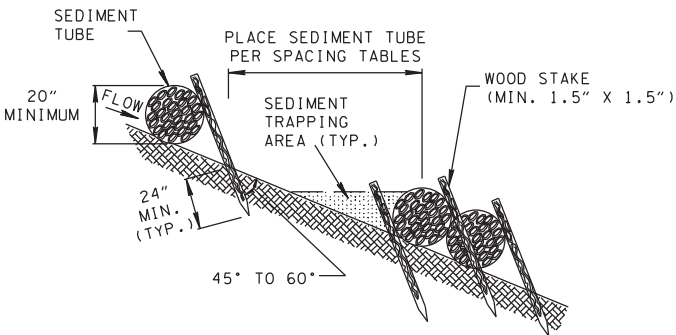 SEDIMENT
TUBE
PLACE SEDIMENT TUBE
PER SPACING TABLES
20"
MINIMUM
FLOW
SEDIMENT
TRAPPING
AREA (TYP.)
WOOD STAKE
(MIN. 1.5" X 1.5")
24"
MIN.
(TYP.)
45° TO 60°